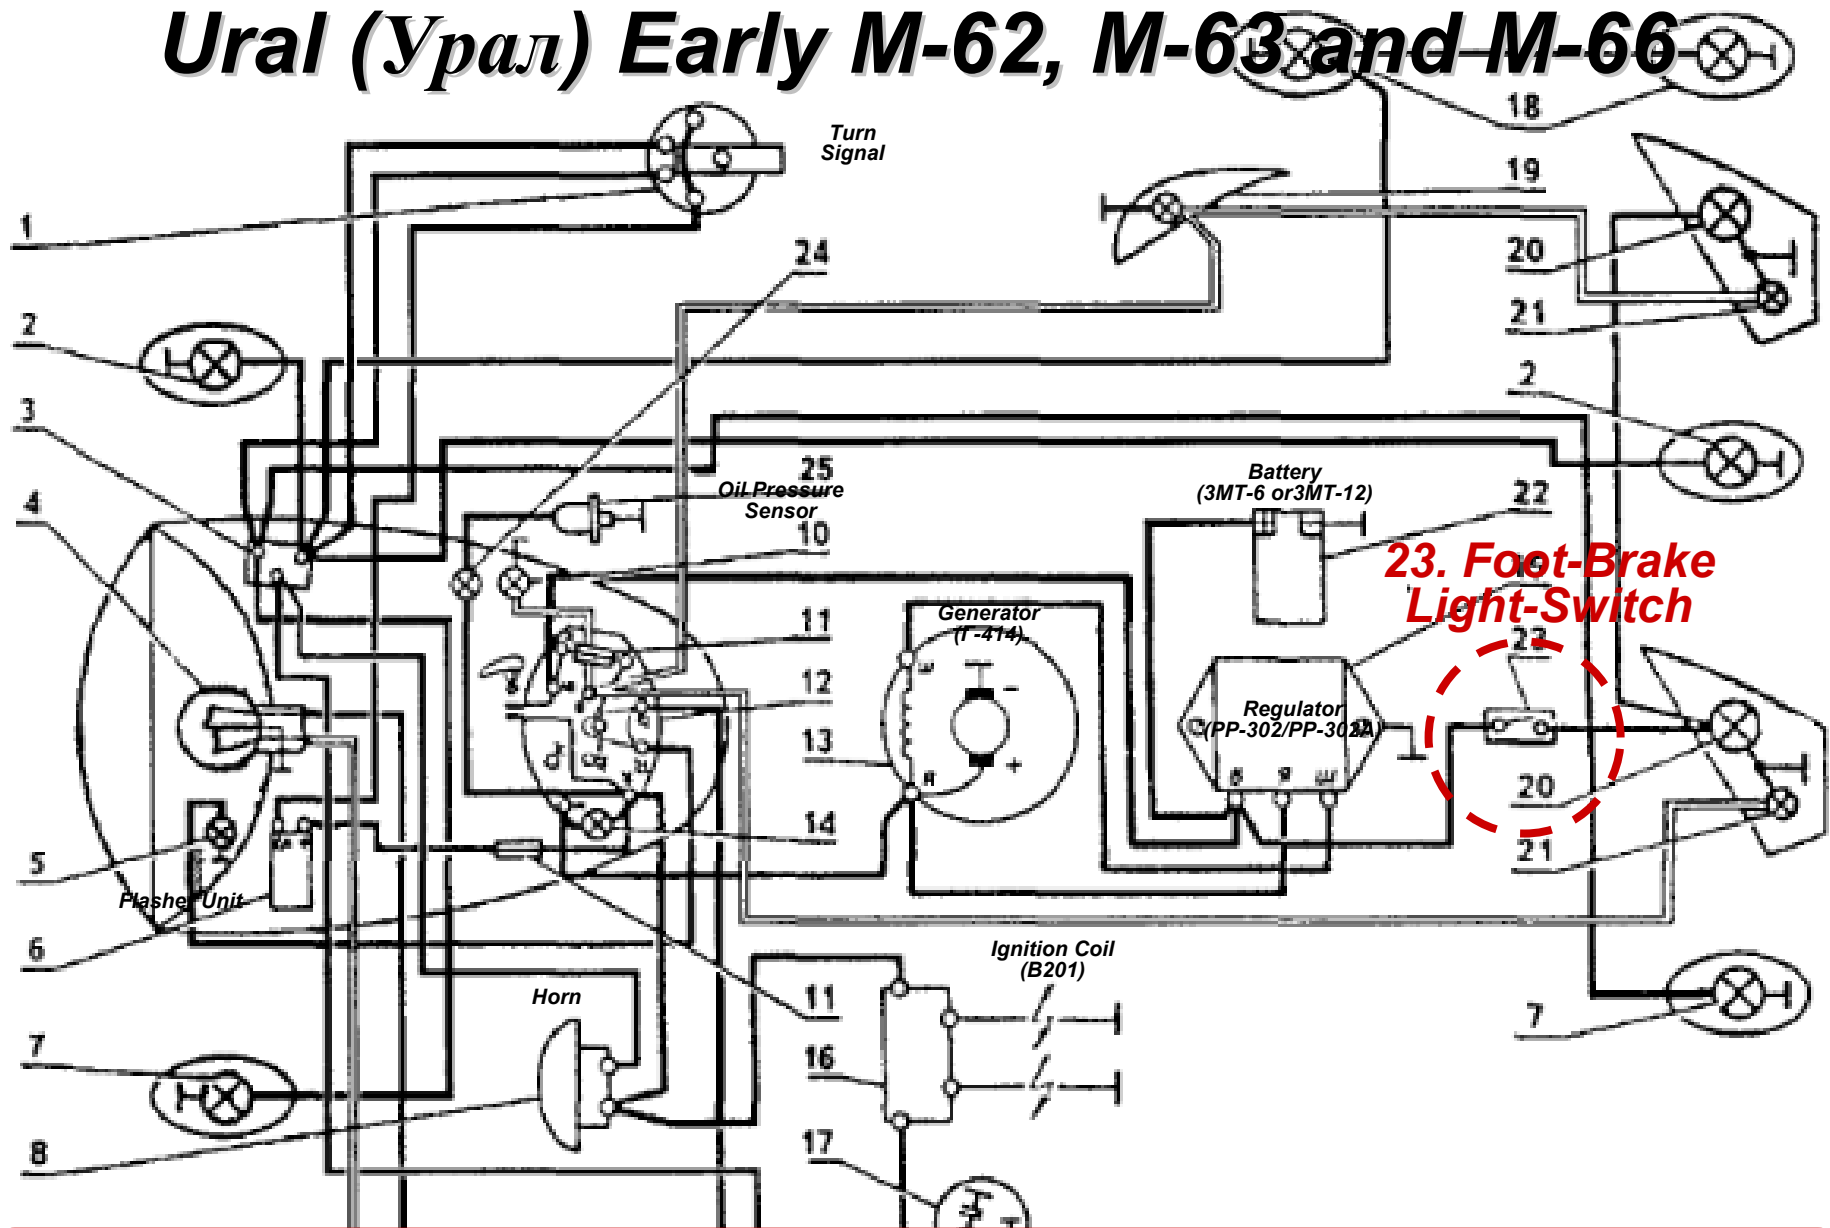 Ural (Урал) Early M-62, M-63 and M-66
18
Turn
Signal
19
1
24
20
21
2
2
3
25
Battery
(3MT-6 or3MT-12)
4
Oil Pressure
Sensor
22
10
23. Foot-Brake
Light-Switch
Generator
(Г-414)
11
23
12
Regulator
(PP-302/PP-302A)
Ш
13
Я
Б Я Ш
20
14
5
21
Flasher Unit
6
Ignition Coil
(B201)
Horn
11
7
7
16
8
17